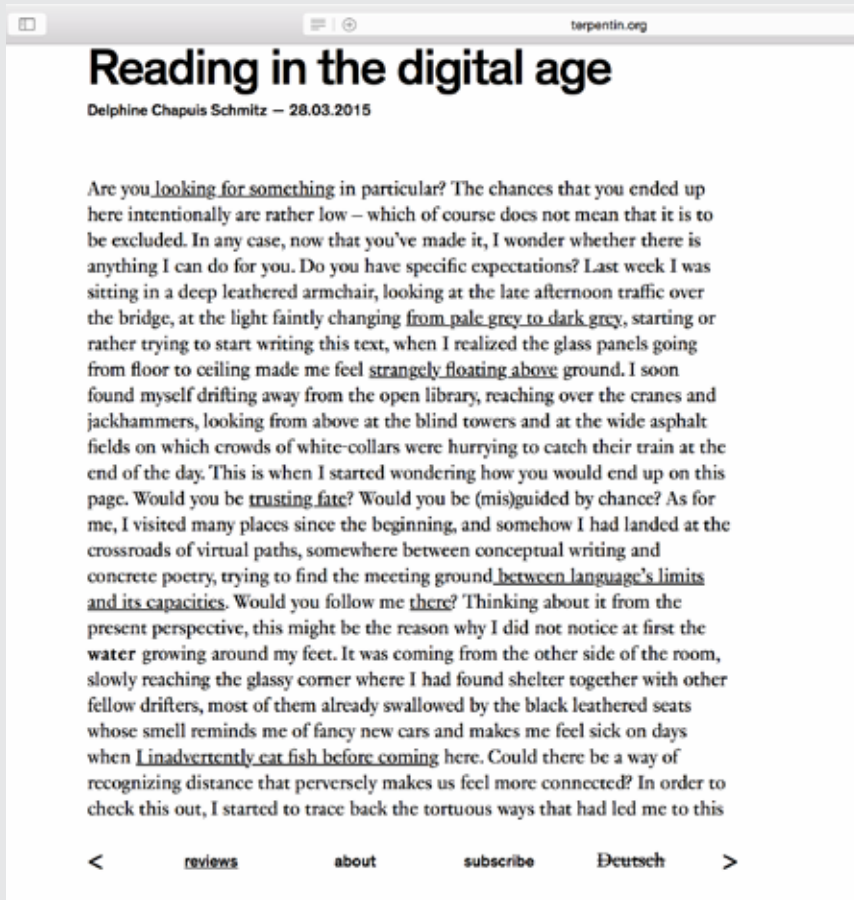 terpentin.org
Reading in the digital age
Delphine Chapuis Schmitz — 28.03.2015
Are you looking for something in particular? The chances that you ended up
here intentionally are rather low – which of course does not mean that it is to
be excluded. In any case, now that you've made it, I wonder whether there is
anything I can do for you. Do you have specific expectations? Last week I was
sitting in a deep leathered armchair, looking at the late afternoon traffic over
the bridge, at the light faintly changing from pale grey to dark grey, starting or
rather trying to start writing this text, when I realized the glass panels going
from floor to ceiling made me feel strangely floating above ground. I soon
found myself drifting away from the open library, reaching over the cranes and
jackhammers, looking from above at the blind towers and at the wide asphalt
fields on which crowds of white-collars were hurrying to catch their train at the
end of the day. This is when I started wondering how you would end up on this
page. Would you be trusting fate? Would you be (mis)guided by chance? As for
me, I visited many places since the beginning, and somehow I had landed at the
crossroads of virtual paths, somewhere between conceptual writing and
concrete poetry, trying to find the meeting ground between language's limits
and its capacities. Would you follow me there? Thinking about it from the
present perspective, this might be the reason why I did not notice at first the
water growing around my feet. It was coming from the other side of the room,
slowly reaching the glassy corner where I had found shelter together with other
fellow drifters, most of them already swallowed by the black leathered seats
whose smell reminds me of fancy new cars and makes me feel sick on days
when I inadvertently eat fish before coming here. Could there be a way of
recognizing distance that perversely makes us feel more connected? In order to
check this out, I started to trace back the tortuous ways that had led me to this
< reviews about subscribe Deutsch >